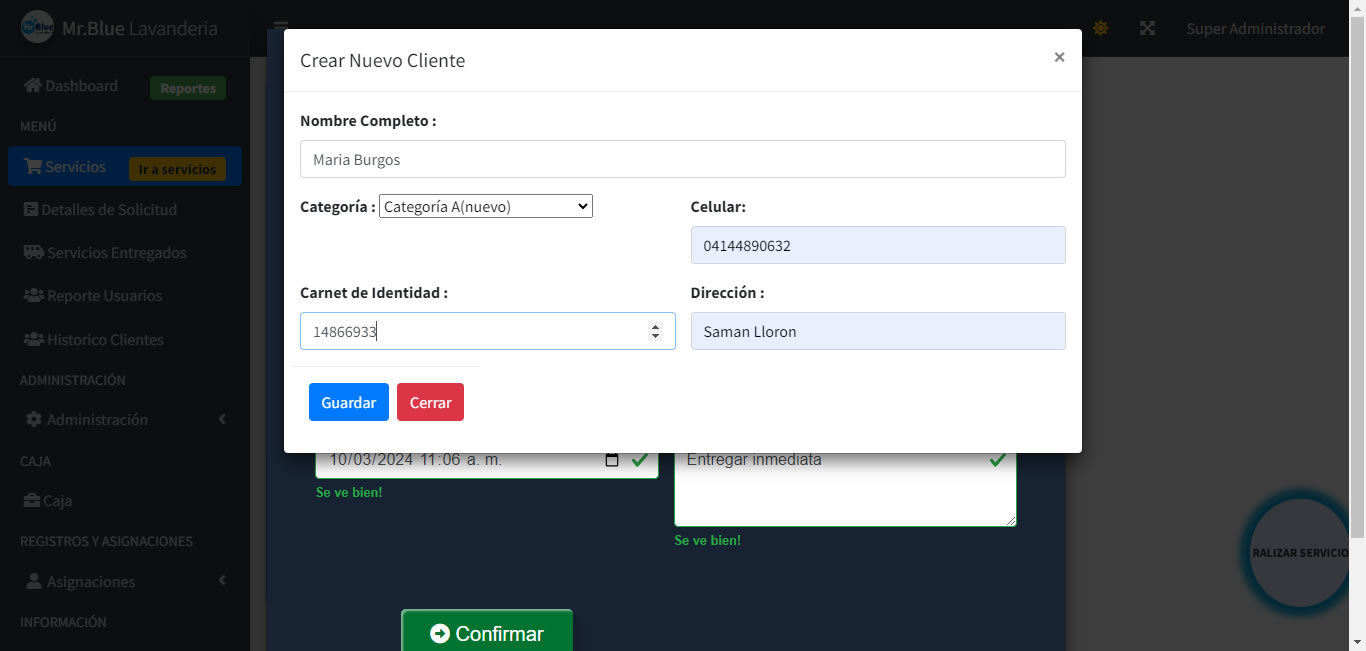 Mr.Blue Lavanderia
Super Administrador
Dashboard
Reportes
MENÚ
Servicios
Ir a servicios
Detalles de Solicitud
Servicios Entregados
Reporte Usuarios
Historico Clientes
ADMINISTRACIÓN
Administración
CAJA
Caja
REGISTROS Y ASIGNACIONES
Asignaciones
INFORMACIÓN
Crear Nuevo Cliente
×
Nombre Completo :
Maria Burgos
Categoría : Categoría A(nuevo)
Celular:
04144890632
Carnet de Identidad :
14866933
Dirección :
Saman Lloron
Guardar
Cerrar
10/03/2024 11:06 a. m.
Se ve bien!
Entregar inmediata
Se ve bien!
RALIZAR SERVICIO
Confirmar